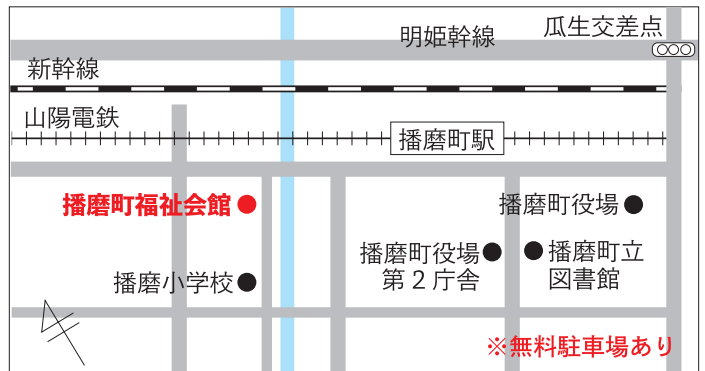 瓜生交差点
明姫幹線
新幹線
山陽電鉄
播磨町駅
播磨町福祉会館
播磨町役場
播磨町役場
第2庁舎
播磨町立
図書館
播磨小学校
※無料駐車場あり